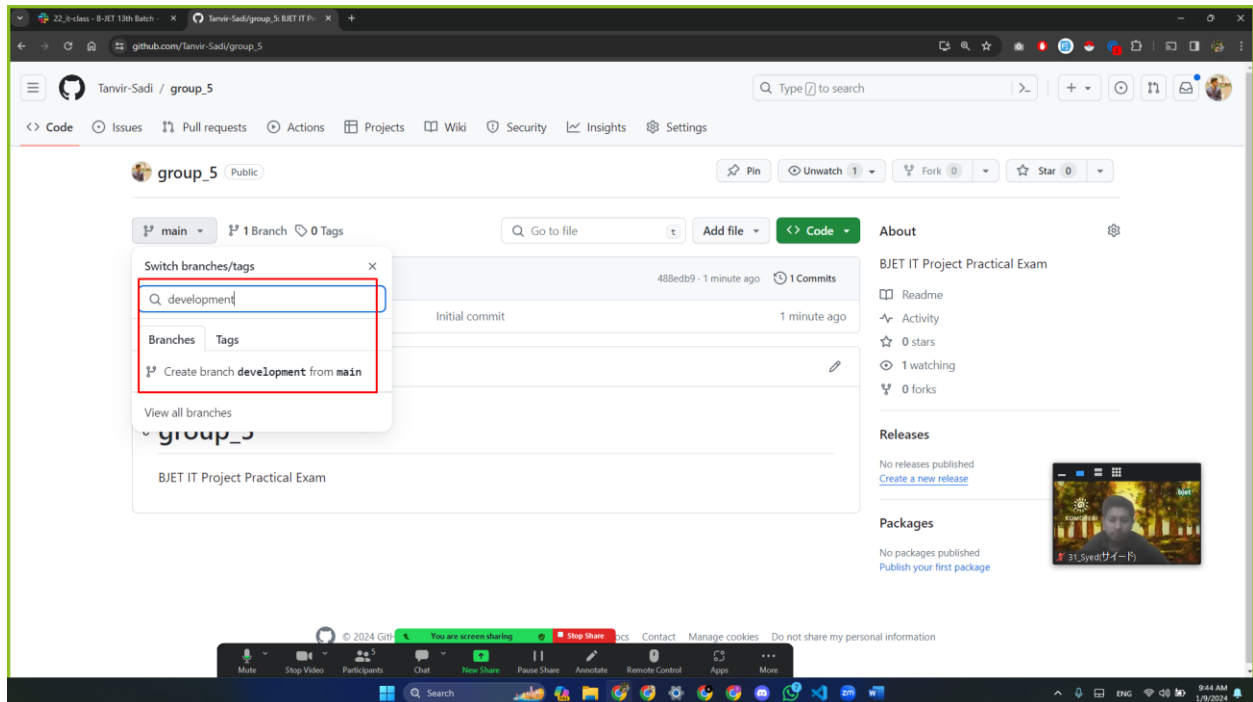 22_it-class - B-JET 13th Batch -
Tanvir-Sadi/group_5: BJET IT Pr
github.com/Tanvir-Sadi/group_5
Tanvir-Sadi / group_5
Type / to search
<> Code Issues Pull requests Actions Projects Wiki Security Insights Settings
group_5 Public
Pin Unwatch 1 Fork 0 Star 0
main 1 Branch 0 Tags
Go to file t Add file <> Code
About
Switch branches/tags
development
Branches Tags
Create branch development from main
View all branches
488edb9 · 1 minute ago 1 Commits
Initial commit 1 minute ago
group_5
BJET IT Project Practical Exam
BJET IT Project Practical Exam
Readme
Activity
0 stars
1 watching
0 forks
Releases
No releases published
Create a new release
Packages
No packages published
Publish your first package
bjet
31_Syed(サイード)
© 2024 GitH
You are screen sharing Stop Share
ocs Contact Manage cookies Do not share my personal information
Mute Stop Video Participants 5 Chat New Share Pause Share Annotate Remote Control Apps More
Search
zm
ENG
9:44 AM
1/9/2024